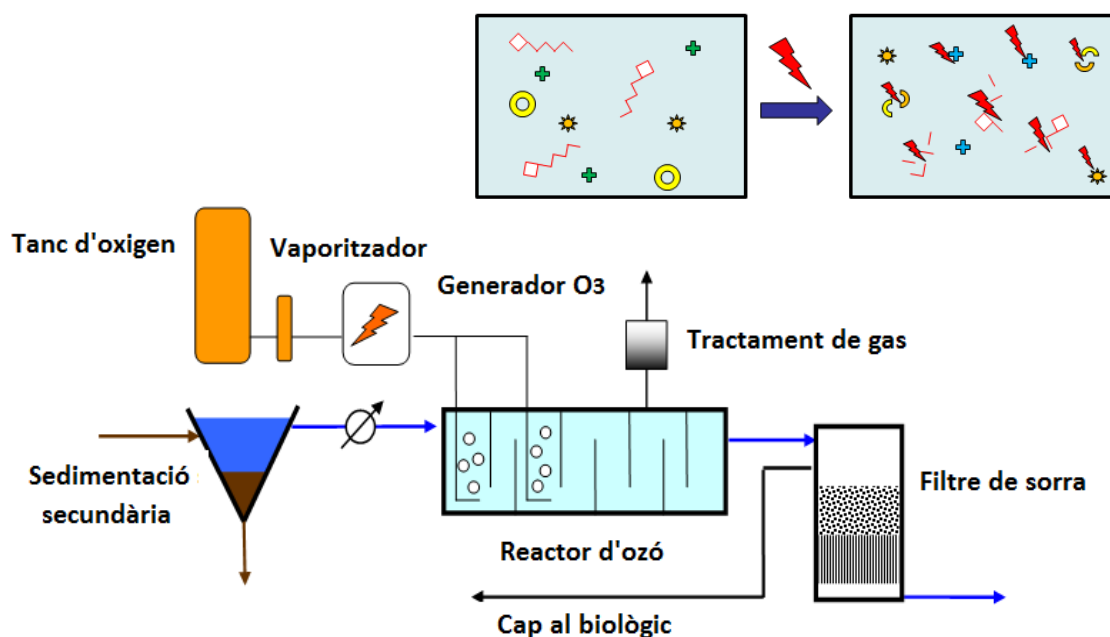 Tanc d'oxigen
Vaporitzador
Generador O3
Tractament de gas
Sedimentació
secundària
Filtre de sorra
Reactor d'ozó
Cap al biològic